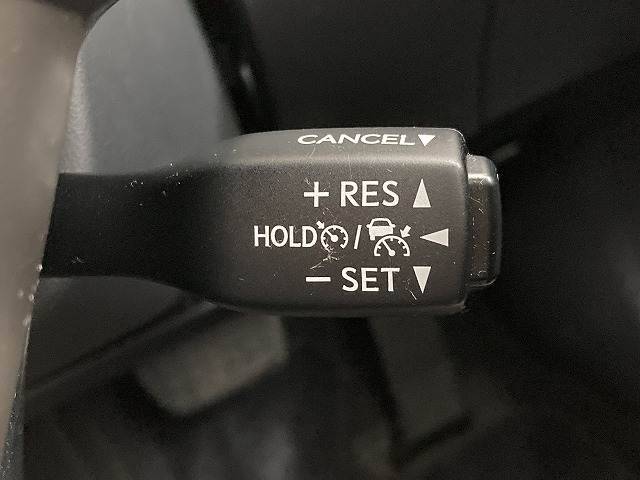 CANCEL▼
+ RES ▲
HOLD / ◀
− SET ▼